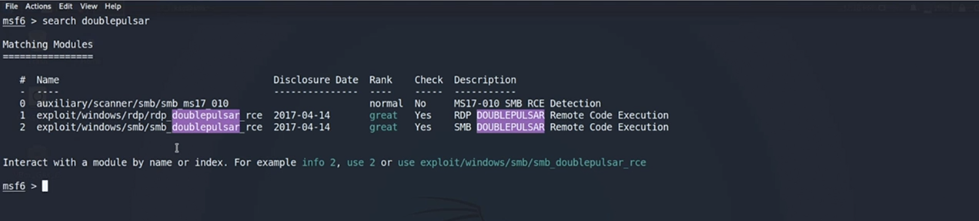 File Actions Edit View Help
msf6 > search doublepulsar
Matching Modules
================
# Name Disclosure Date Rank Check Description
- ---- --------------- ---- ----- -----------
0 auxiliary/scanner/smb/smb_ms17_010 normal No MS17-010 SMB RCE Detection
1 exploit/windows/rdp/rdp_doublepulsar_rce 2017-04-14 great Yes RDP DOUBLEPULSAR Remote Code Execution
2 exploit/windows/smb/smb_doublepulsar_rce 2017-04-14 great Yes SMB DOUBLEPULSAR Remote Code Execution
Interact with a module by name or index. For example info 2, use 2 or use exploit/windows/smb/smb_doublepulsar_rce
msf6 >